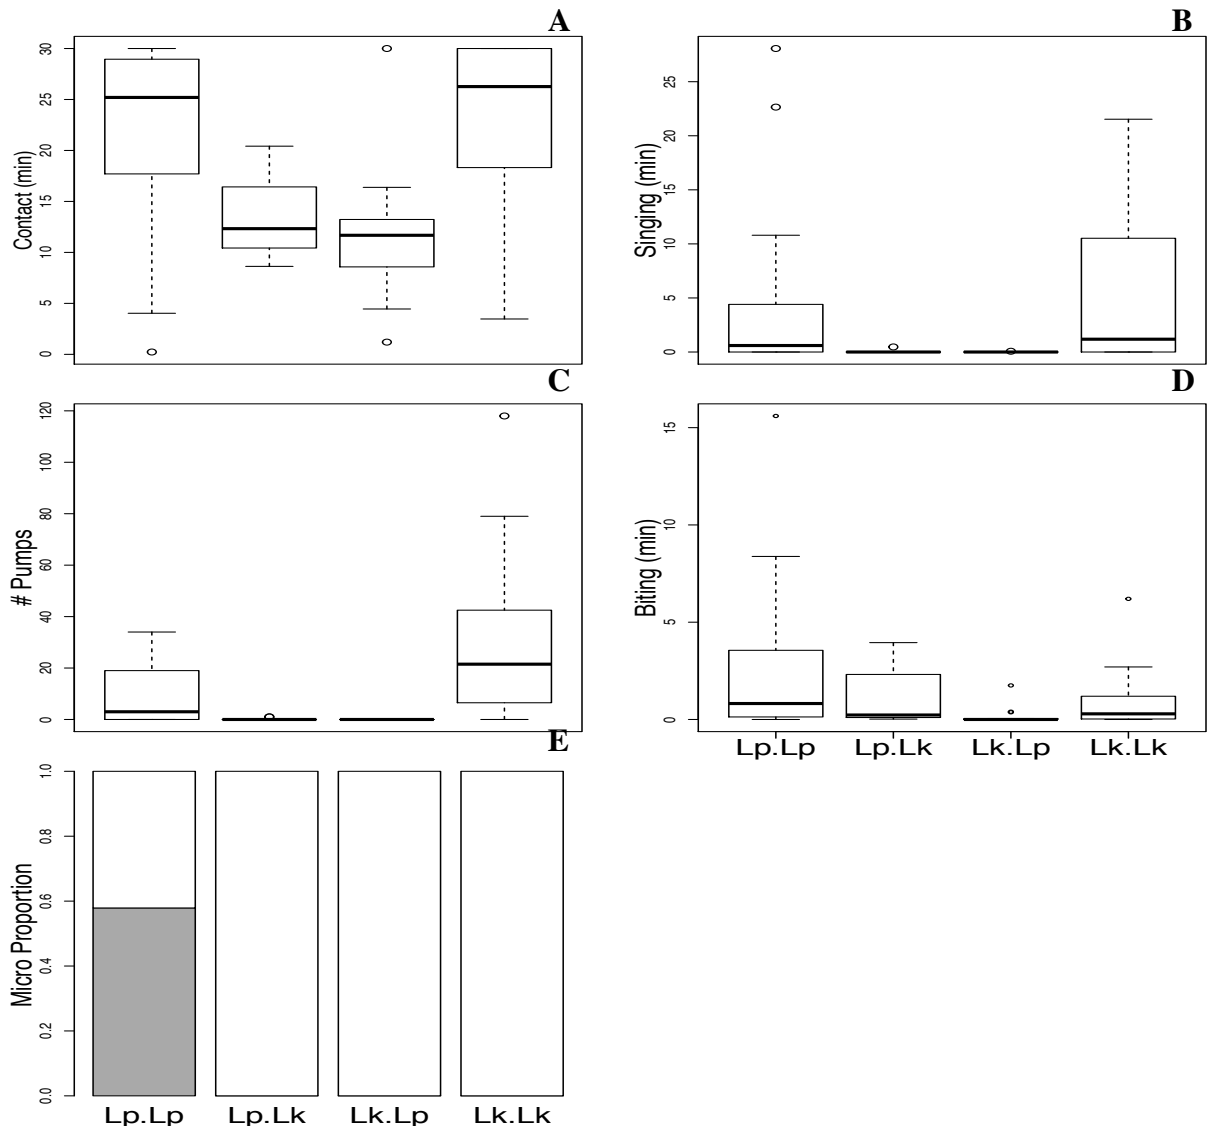 A
Contact (min)
0 5 10 15 20 25 30
B
Singing (min)
0 5 10 15 20 25
C
# Pumps
0 20 40 60 80 100 120
D
Biting (min)
0 5 10 15
Lp.Lp Lp.Lk Lk.Lp Lk.Lk
E
Micro Proportion
0.0 0.2 0.4 0.6 0.8 1.0
Lp.Lp Lp.Lk Lk.Lp Lk.Lk